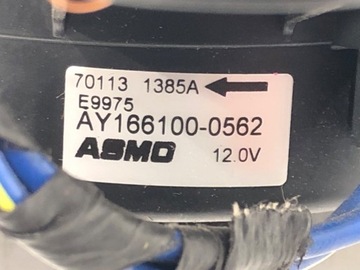 70113 1385A ←
E9975
AY166100-0562
ASMO 12.0V